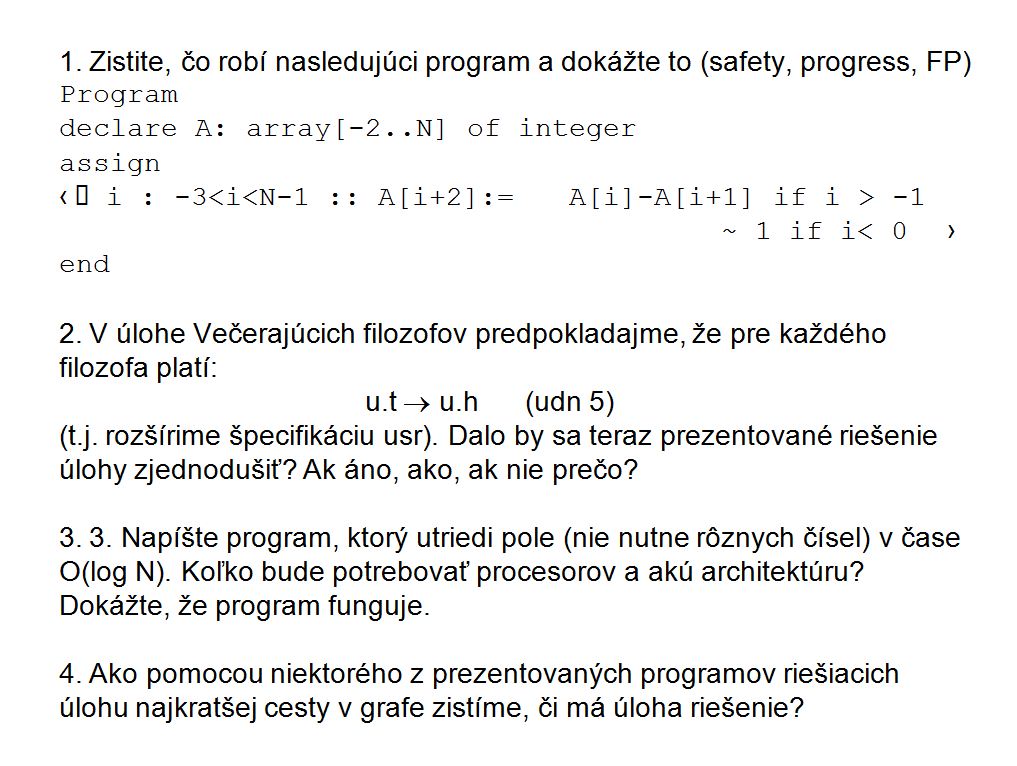 1. Zistite, čo robí nasledujúci program a dokážte to (safety, progress, FP)
Program
declare A: array[-2..N] of integer
assign
‹▯ i : -3<i<N-1 :: A[i+2]:= A[i]-A[i+1] if i > -1
~ 1 if i< 0 ›
end
2. V úlohe Večerajúcich filozofov predpokladajme, že pre každého
filozofa platí:
u.t → u.h (udn 5)
(t.j. rozšírime špecifikáciu usr). Dalo by sa teraz prezentované riešenie
úlohy zjednodušiť? Ak áno, ako, ak nie prečo?
3. 3. Napíšte program, ktorý utriedi pole (nie nutne rôznych čísel) v čase
O(log N). Koľko bude potrebovať procesorov a akú architektúru?
Dokážte, že program funguje.
4. Ako pomocou niektorého z prezentovaných programov riešiacich
úlohu najkratšej cesty v grafe zistíme, či má úloha riešenie?